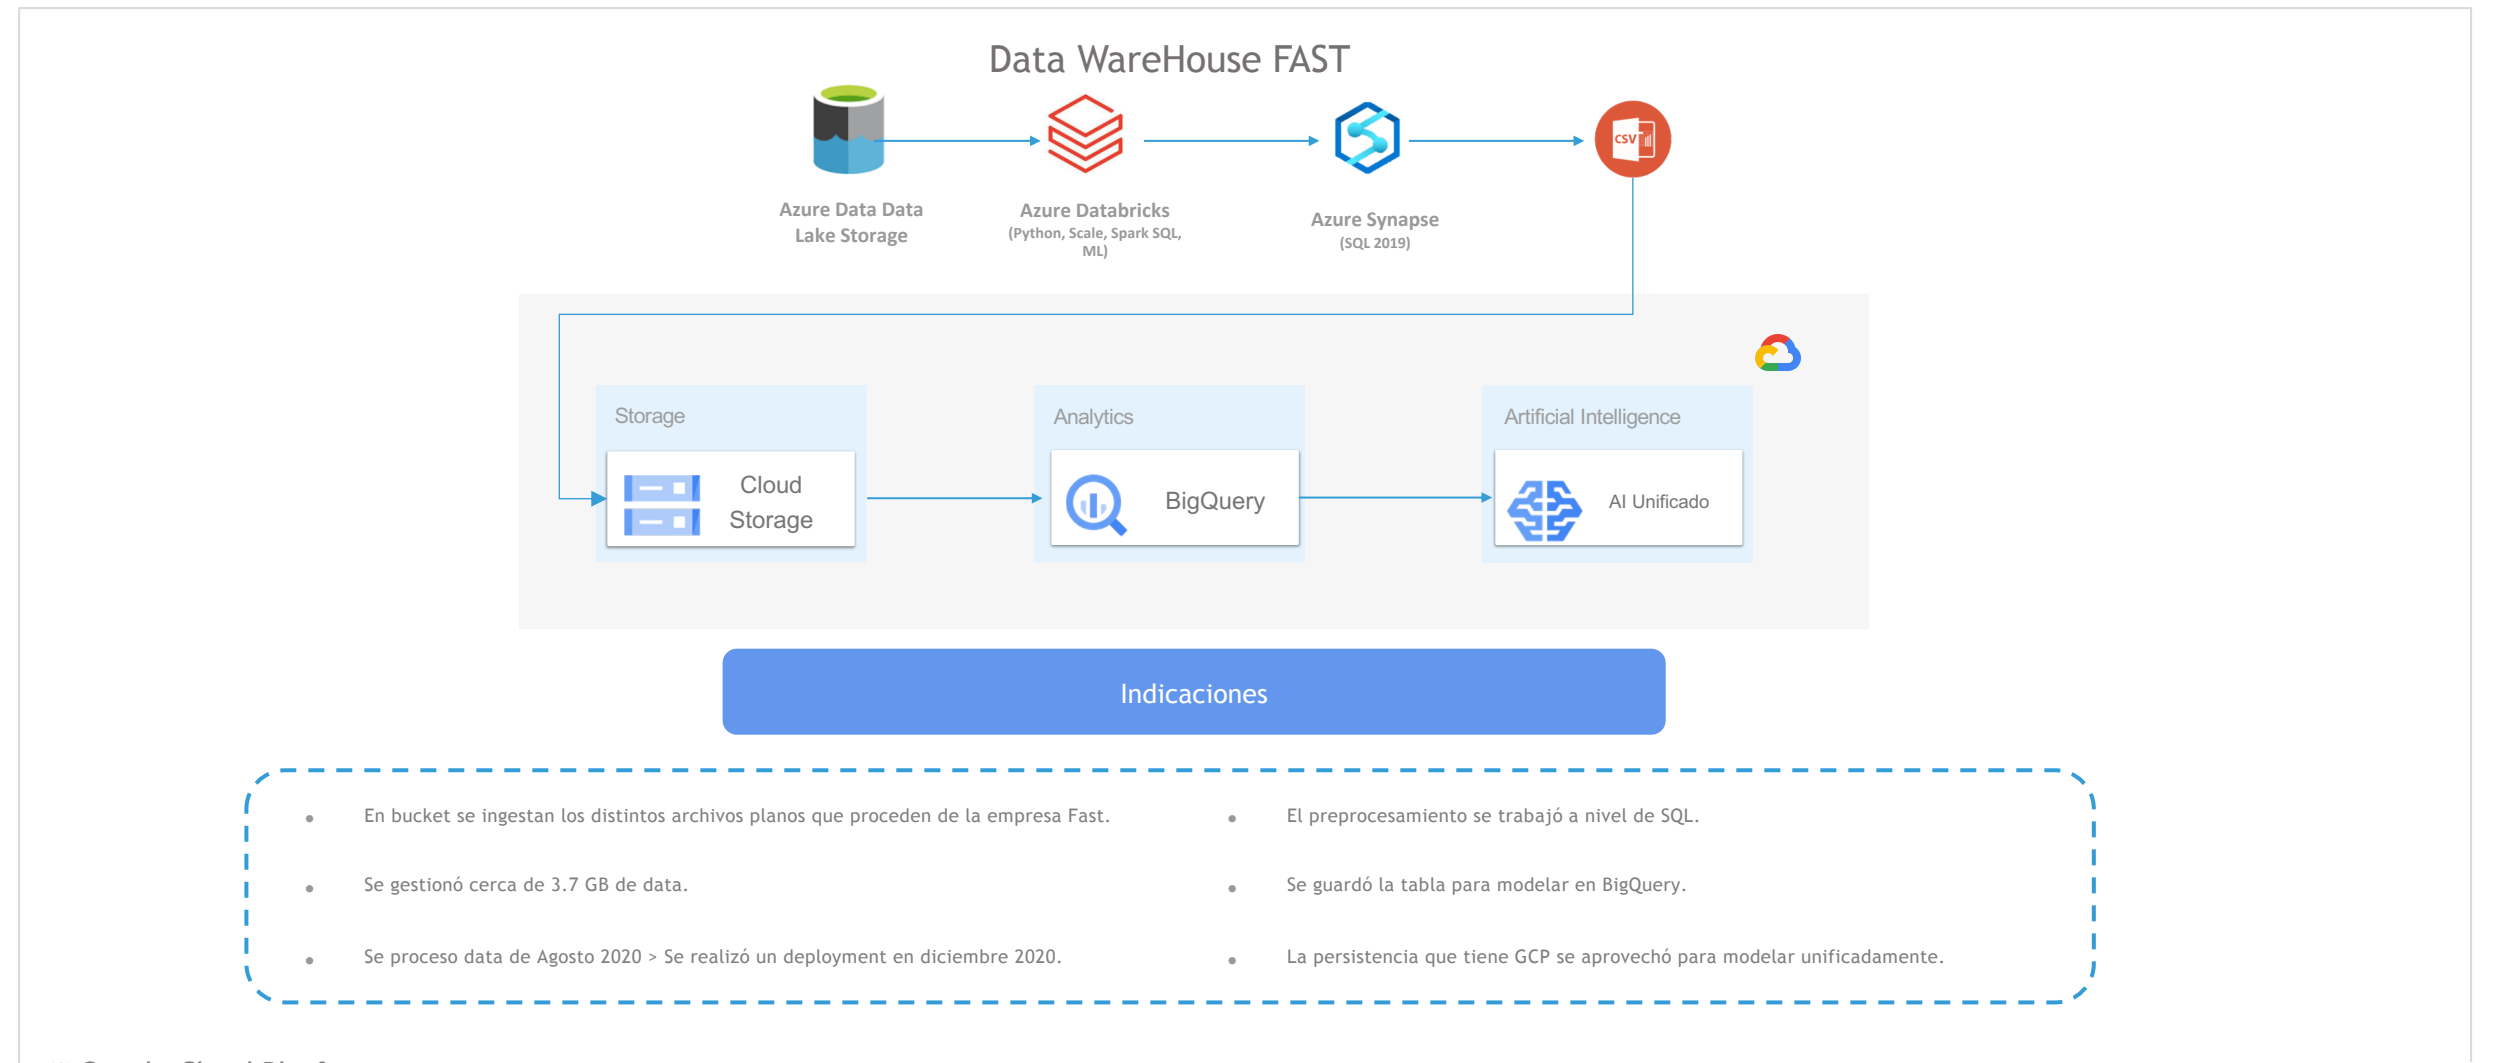 Data WareHouse FAST
CSV
Azure Data Data
Lake Storage
Azure Databricks
(Python, Scale, Spark SQL,
ML)
Azure Synapse
(SQL 2019)
Storage
Cloud
Storage
Analytics
BigQuery
Artificial Intelligence
AI Unificado
Indicaciones
En bucket se ingestan los distintos archivos planos que proceden de la empresa Fast.
Se gestionó cerca de 3.7 GB de data.
Se proceso data de Agosto 2020 > Se realizó un deployment en diciembre 2020.
El preprocesamiento se trabajó a nivel de SQL.
Se guardó la tabla para modelar en BigQuery.
La persistencia que tiene GCP se aprovechó para modelar unificadamente.